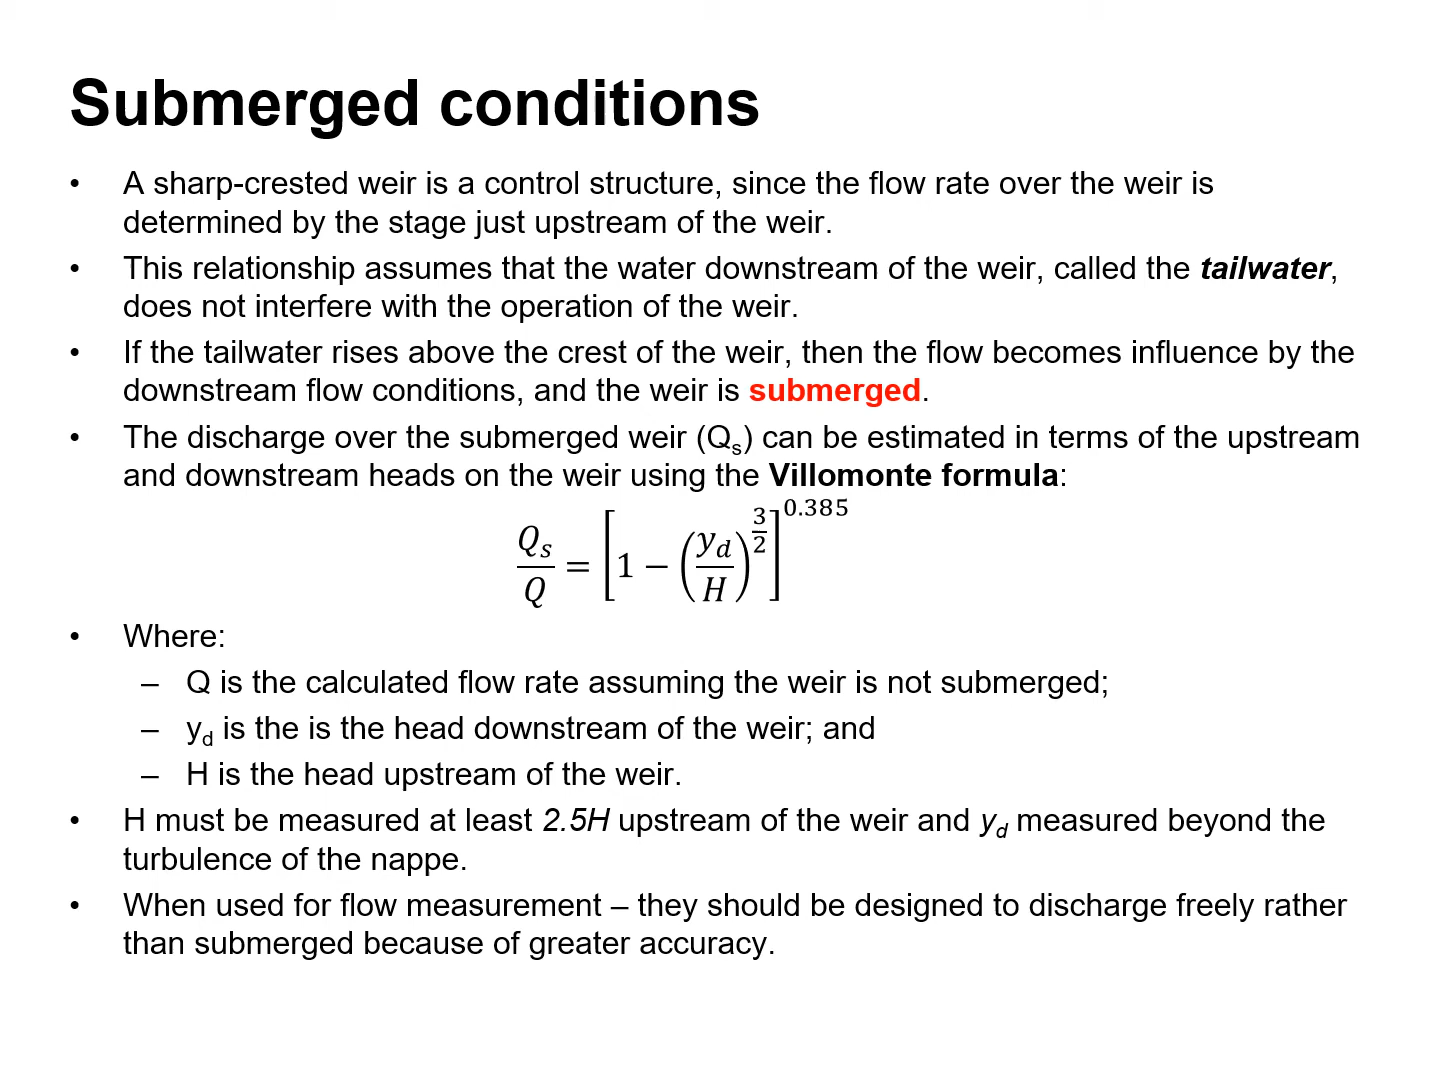 Submerged conditions
• A sharp-crested weir is a control structure, since the flow rate over the weir is
determined by the stage just upstream of the weir.
• This relationship assumes that the water downstream of the weir, called the tailwater,
does not interfere with the operation of the weir.
• If the tailwater rises above the crest of the weir, then the flow becomes influence by the
downstream flow conditions, and the weir is submerged.
• The discharge over the submerged weir (Qs) can be estimated in terms of the upstream
and downstream heads on the weir using the Villomonte formula:
Qs/Q = [1 − (yd/H)^(3/2)]^0.385
• Where:
– Q is the calculated flow rate assuming the weir is not submerged;
– yd is the is the head downstream of the weir; and
– H is the head upstream of the weir.
• H must be measured at least 2.5H upstream of the weir and yd measured beyond the
turbulence of the nappe.
• When used for flow measurement – they should be designed to discharge freely rather
than submerged because of greater accuracy.